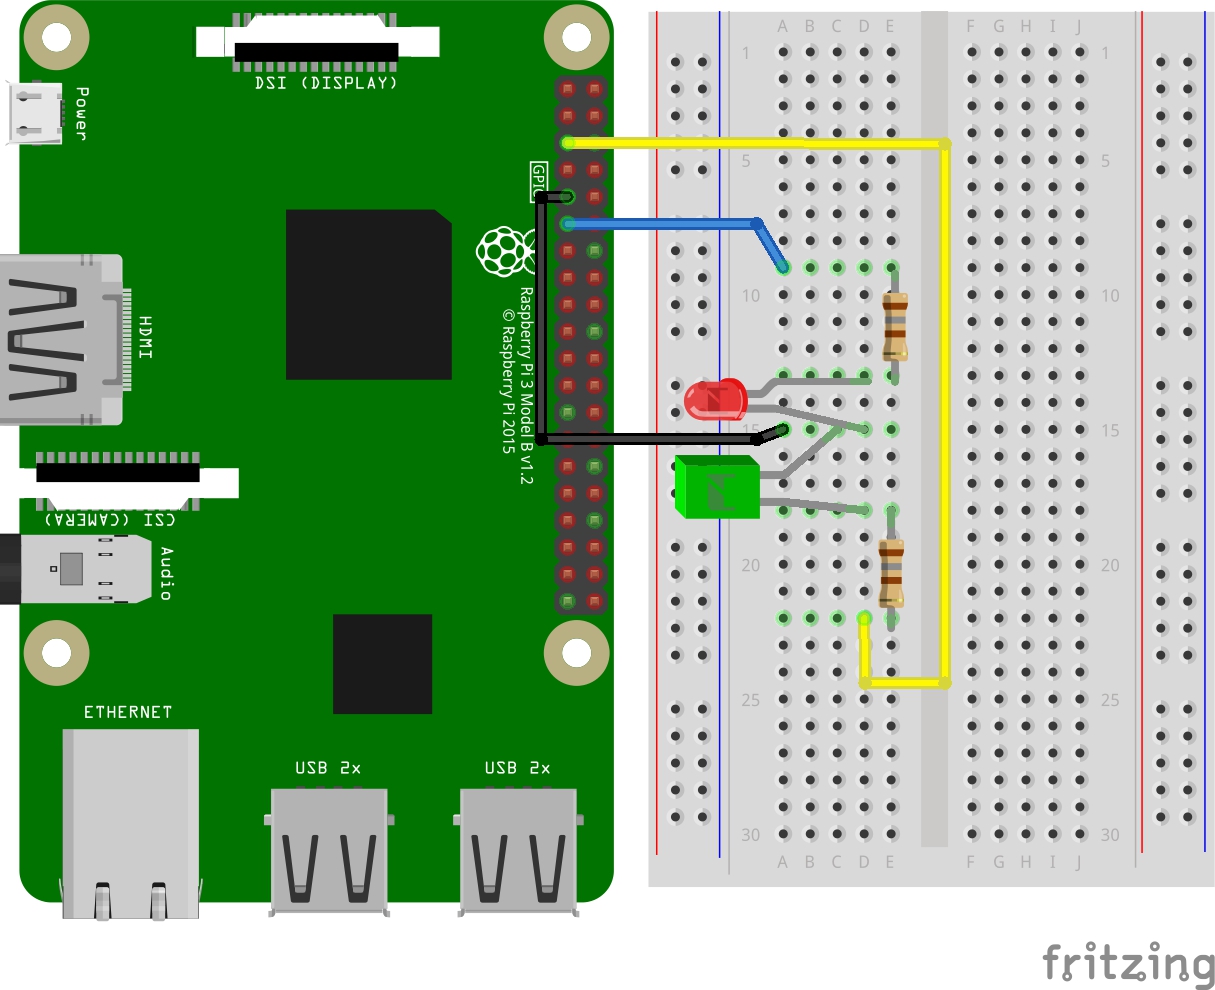 DSI (DISPLAY)
Power
GPIO
HDMI
Raspberry Pi 3 Model B v1.2
© Raspberry Pi 2015
CSI (CAMERA)
Audio
ETHERNET
USB 2x
USB 2x
A B C D E F G H I J
1 1
5 5
10 10
15 15
20 20
25 25
30 30
A B C D E F G H I J
fritzing